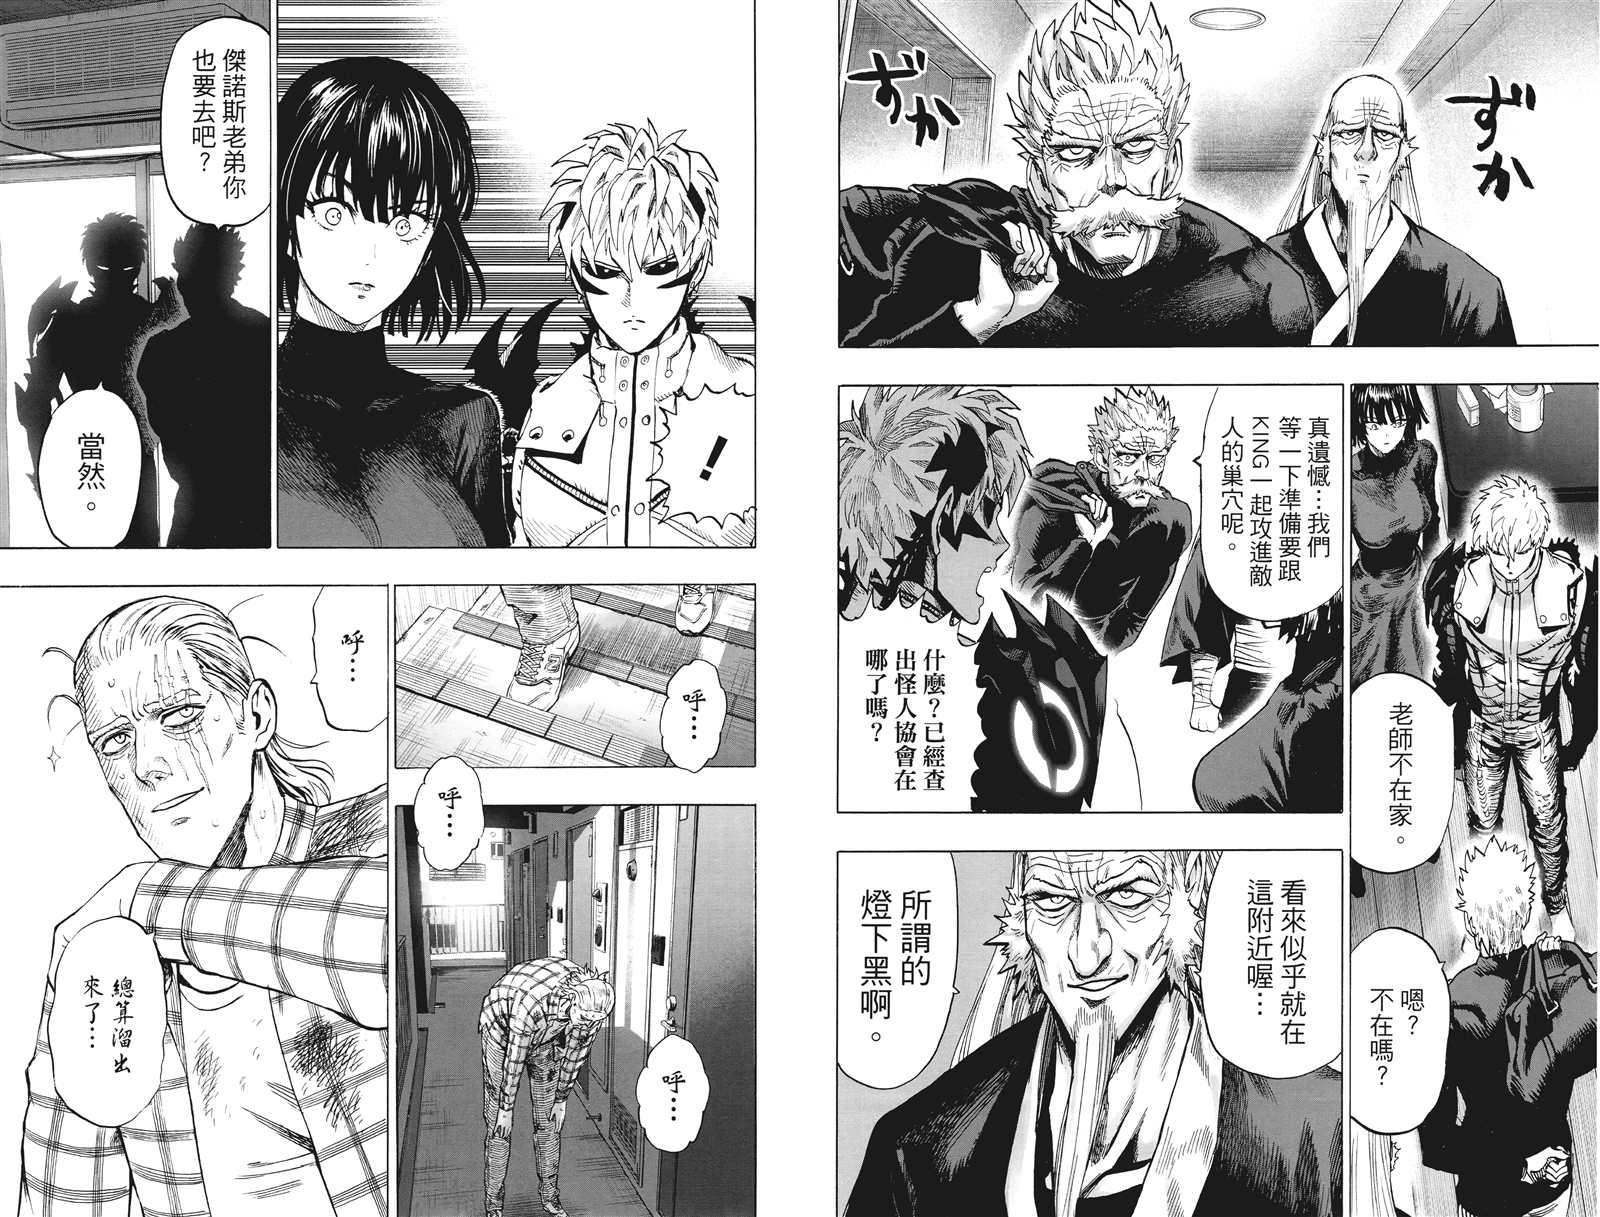 ずか
ずか
老師不在家。
嗯？
不在嗎？
真遺憾…我們
等一下準備要跟
KING一起攻進敵
人的巢穴呢。
什麼？已經查
出怪人協會在
哪了嗎？
看來似乎就在
這附近喔…
所謂的
燈下黑啊。
！
傑諾斯老弟你
也要去吧？
當然。
呼…
呼…
呼…
呼…
總算溜出
來了…